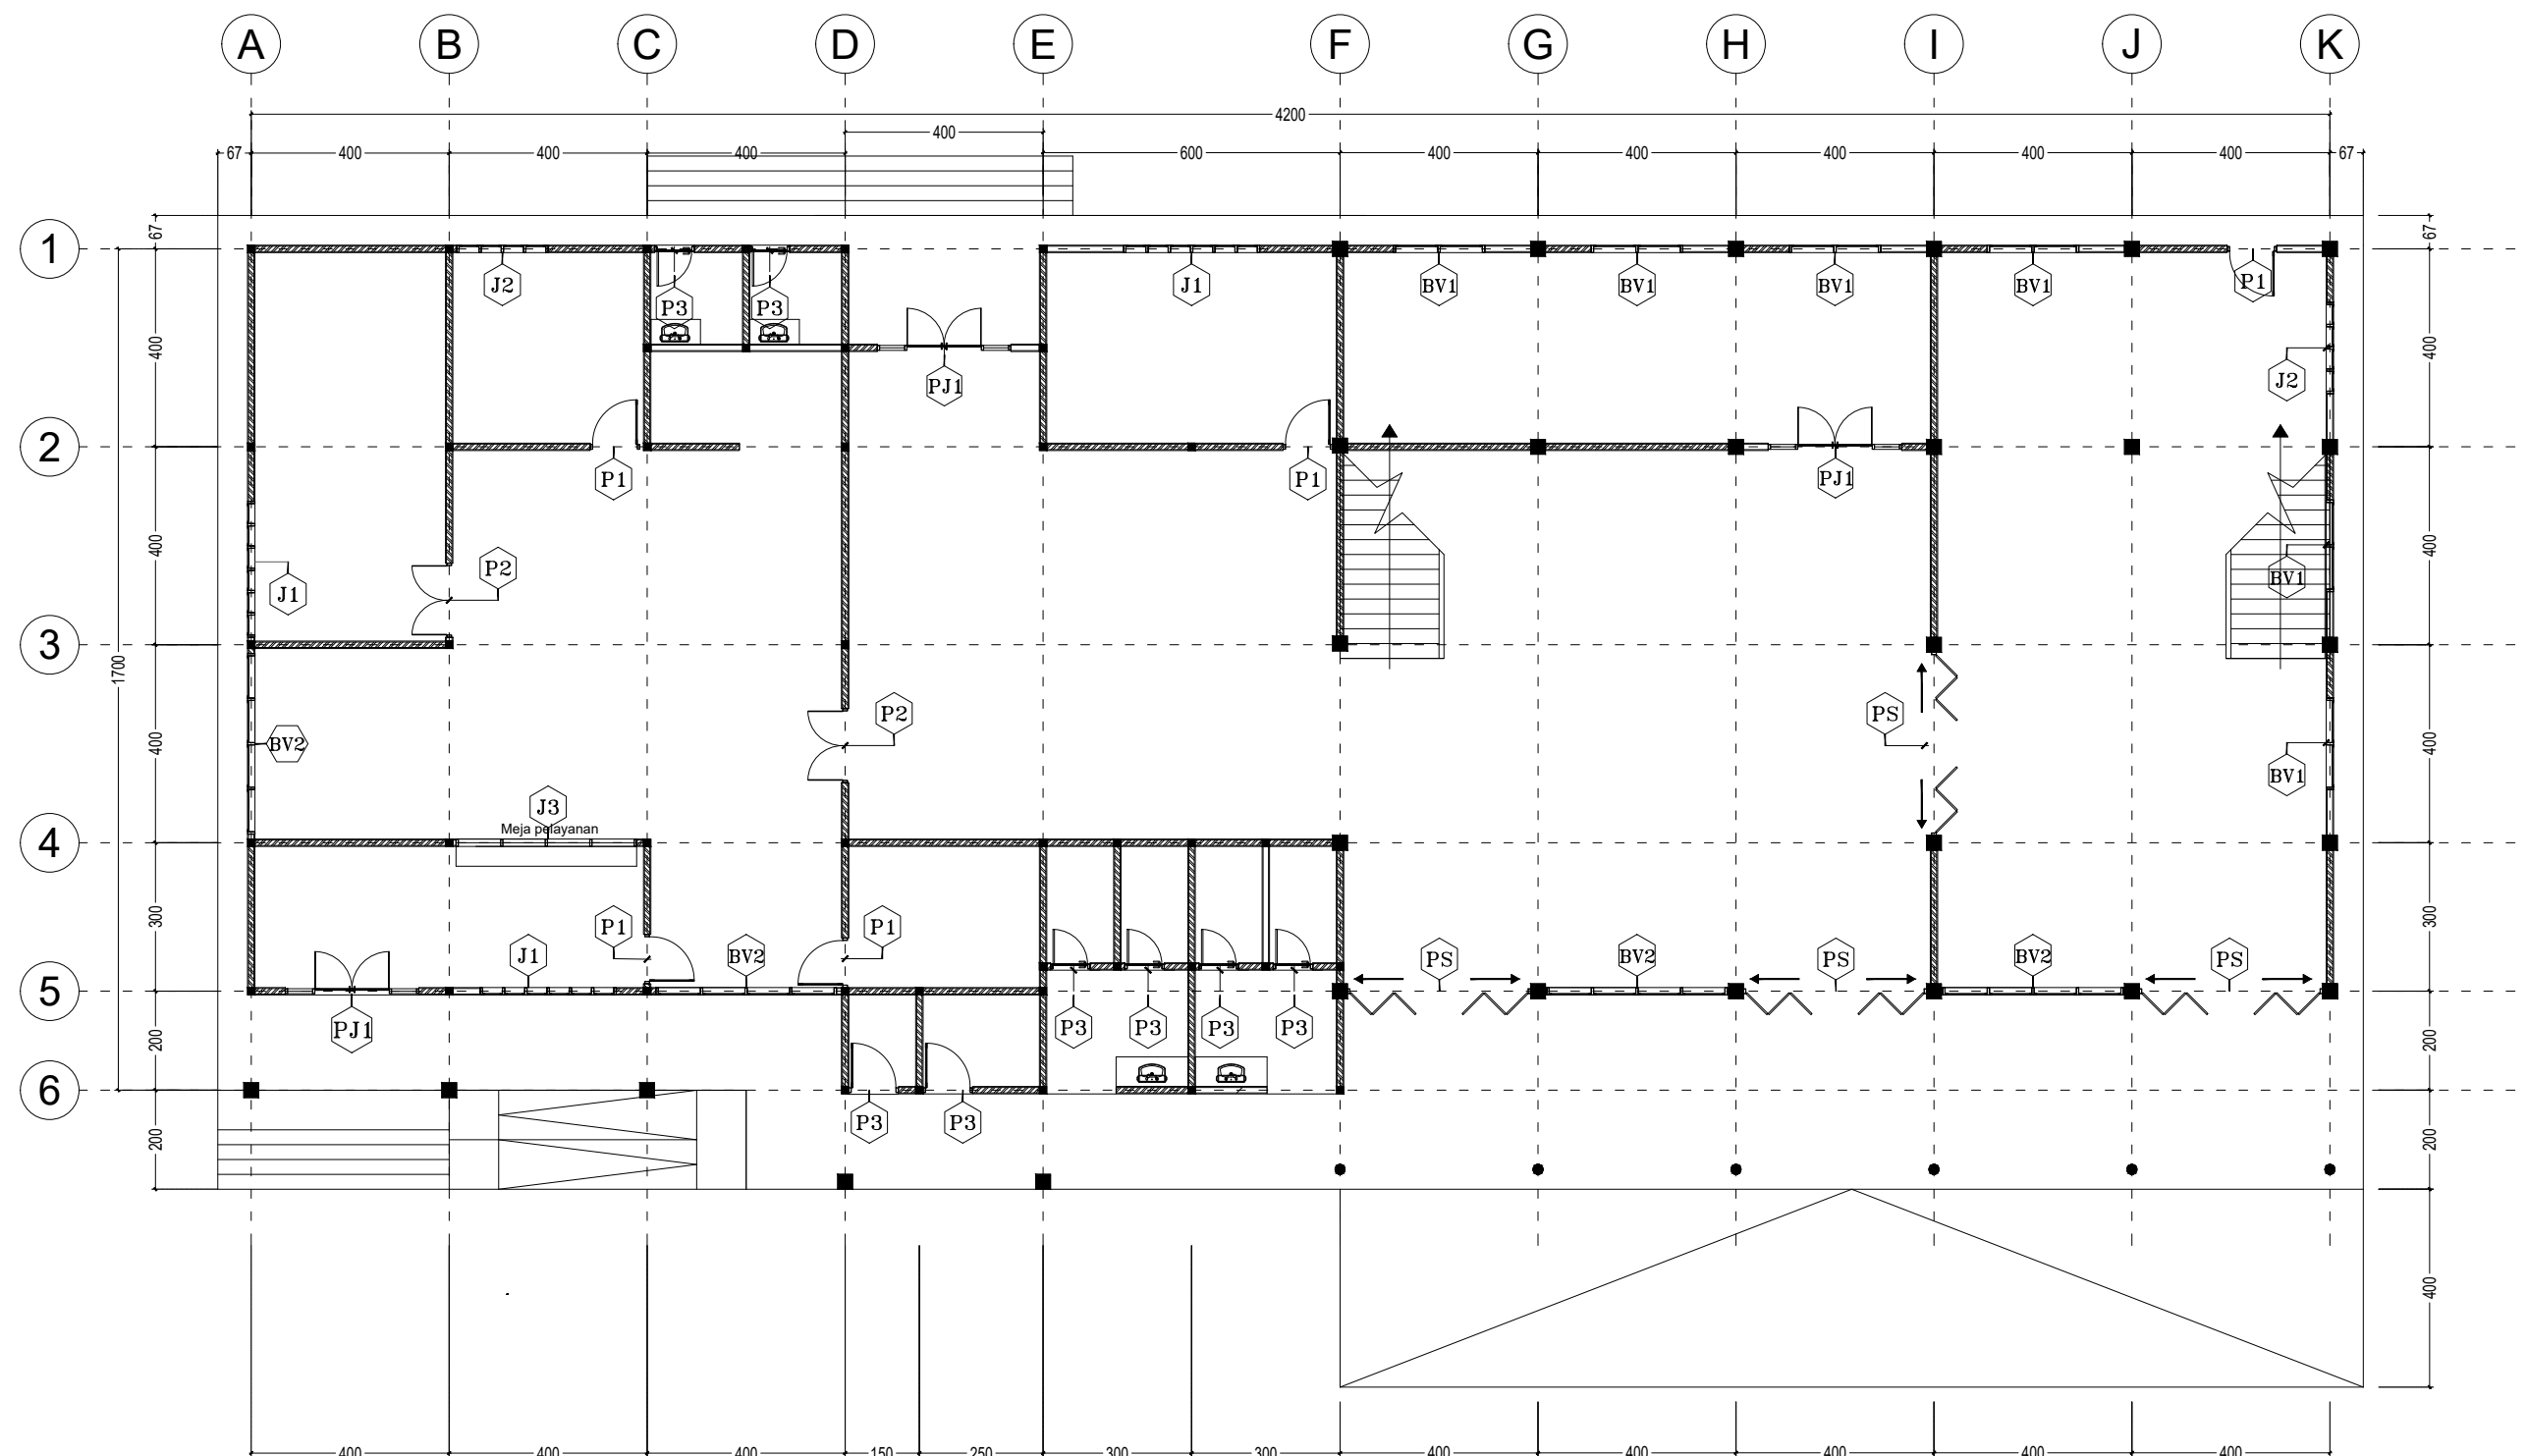 A B C D E F G H I J K
4200
400
67 400 400 400 600 400 400 400 400 400 67
67 67
1
J2 P3 P3 J1 BV1 BV1 BV1 BV1 P1
400 PJ1 J2 400
2
P1 P1 PJ1
400 P2 J1 BV1 400
3
1700
P2 PS
400 BV2 BV1 400
J3
Meja pelayanan
4
300 P1 P1 300
J1 BV2 PS BV2 PS BV2 PS
5
PJ1 P3 P3 P3 P3
200 200
6
P3 P3
200 200
400
400 400 400 150 250 300 300 400 400 400 400 400